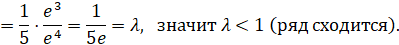 = 1/5 · e³/e⁴ = 1/5e = λ, значит λ < 1 (ряд сходится).